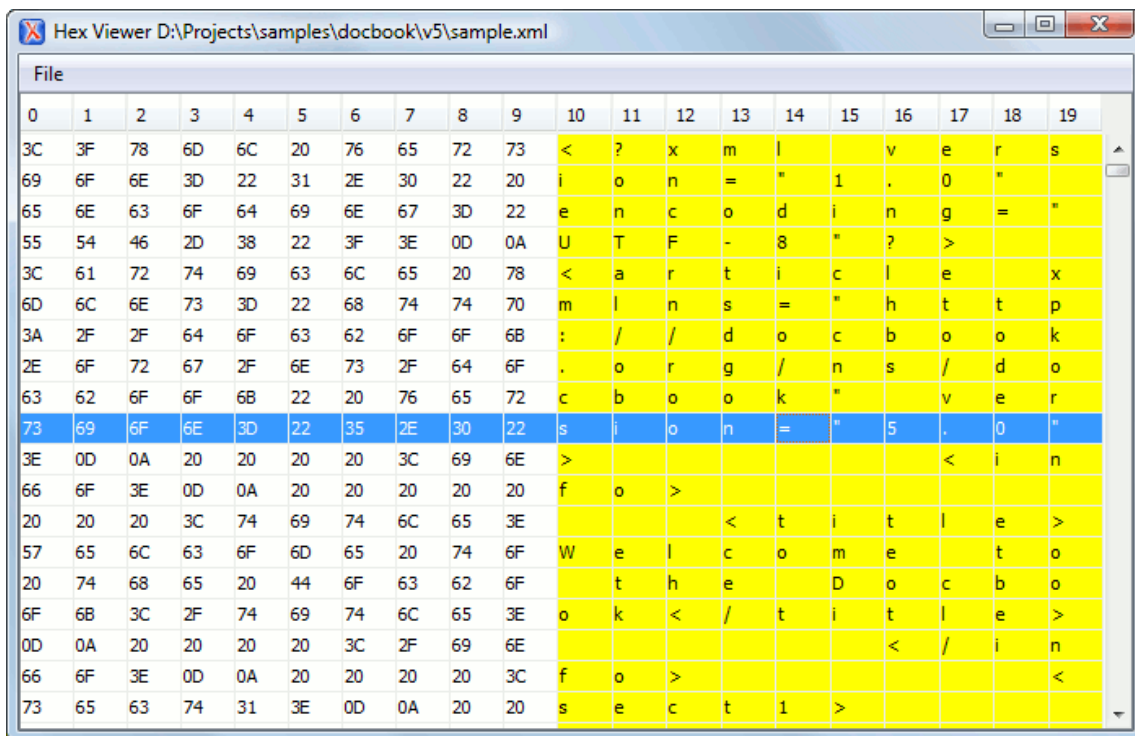 Hex Viewer D:\Projects\samples\docbook\v5\sample.xml
File
0 1 2 3 4 5 6 7 8 9 10 11 12 13 14 15 16 17 18 19
3C 3F 78 6D 6C 20 76 65 72 73 < ? x m l v e r s
69 6F 6E 3D 22 31 2E 30 22 20 i o n = " 1 . 0 "
65 6E 63 6F 64 69 6E 67 3D 22 e n c o d i n g = "
55 54 46 2D 38 22 3F 3E 0D 0A U T F - 8 " ? >
3C 61 72 74 69 63 6C 65 20 78 < a r t i c l e x
6D 6C 6E 73 3D 22 68 74 74 70 m l n s = " h t t p
3A 2F 2F 64 6F 63 62 6F 6F 6B : / / d o c b o o k
2E 6F 72 67 2F 6E 73 2F 64 6F . o r g / n s / d o
63 62 6F 6F 6B 22 20 76 65 72 c b o o k " v e r
73 69 6F 6E 3D 22 35 2E 30 22 s i o n = " 5 . 0 "
3E 0D 0A 20 20 20 20 3C 69 6E > < i n
66 6F 3E 0D 0A 20 20 20 20 20 f o >
20 20 20 3C 74 69 74 6C 65 3E < t i t l e >
57 65 6C 63 6F 6D 65 20 74 6F W e l c o m e t o
20 74 68 65 20 44 6F 63 62 6F t h e D o c b o
6F 6B 3C 2F 74 69 74 6C 65 3E o k < / t i t l e >
0D 0A 20 20 20 20 3C 2F 69 6E < / i n
66 6F 3E 0D 0A 20 20 20 20 3C f o > <
73 65 63 74 31 3E 0D 0A 20 20 s e c t 1 >